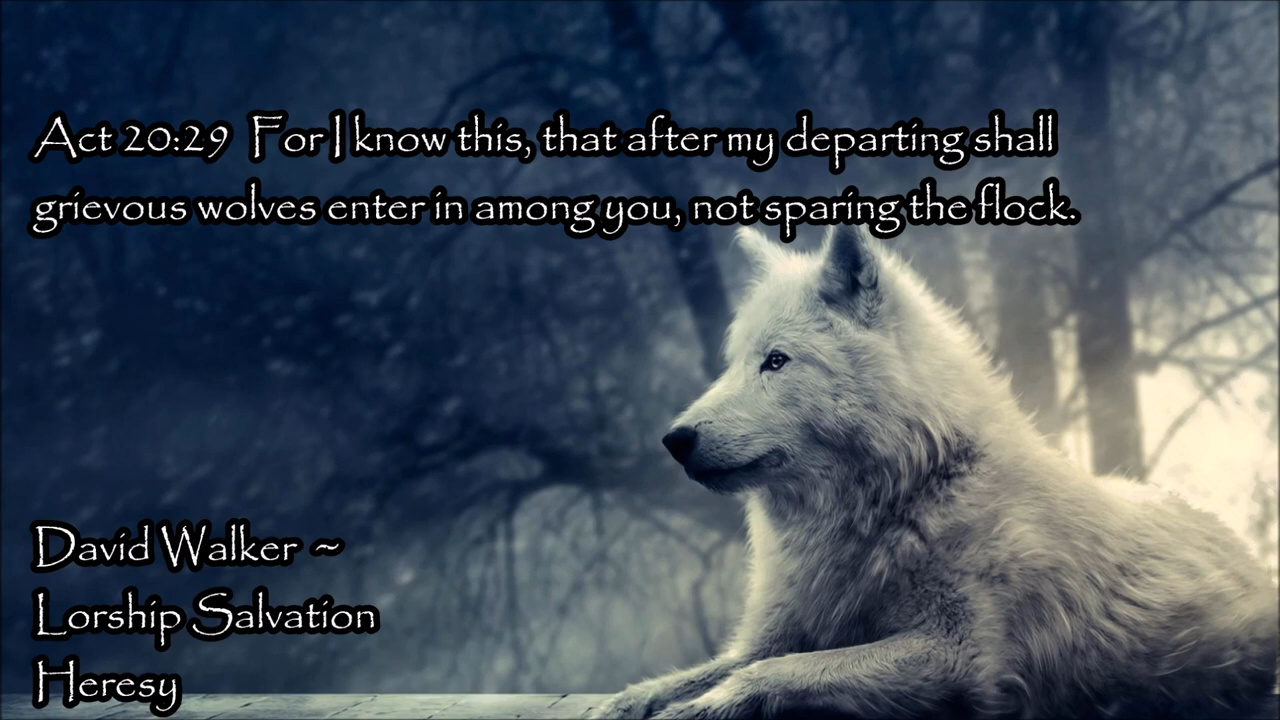 Act 20:29  For I know this, that after my departing shall
grievous wolves enter in among you, not sparing the flock.
David Walker ~
Lorship Salvation
Heresy